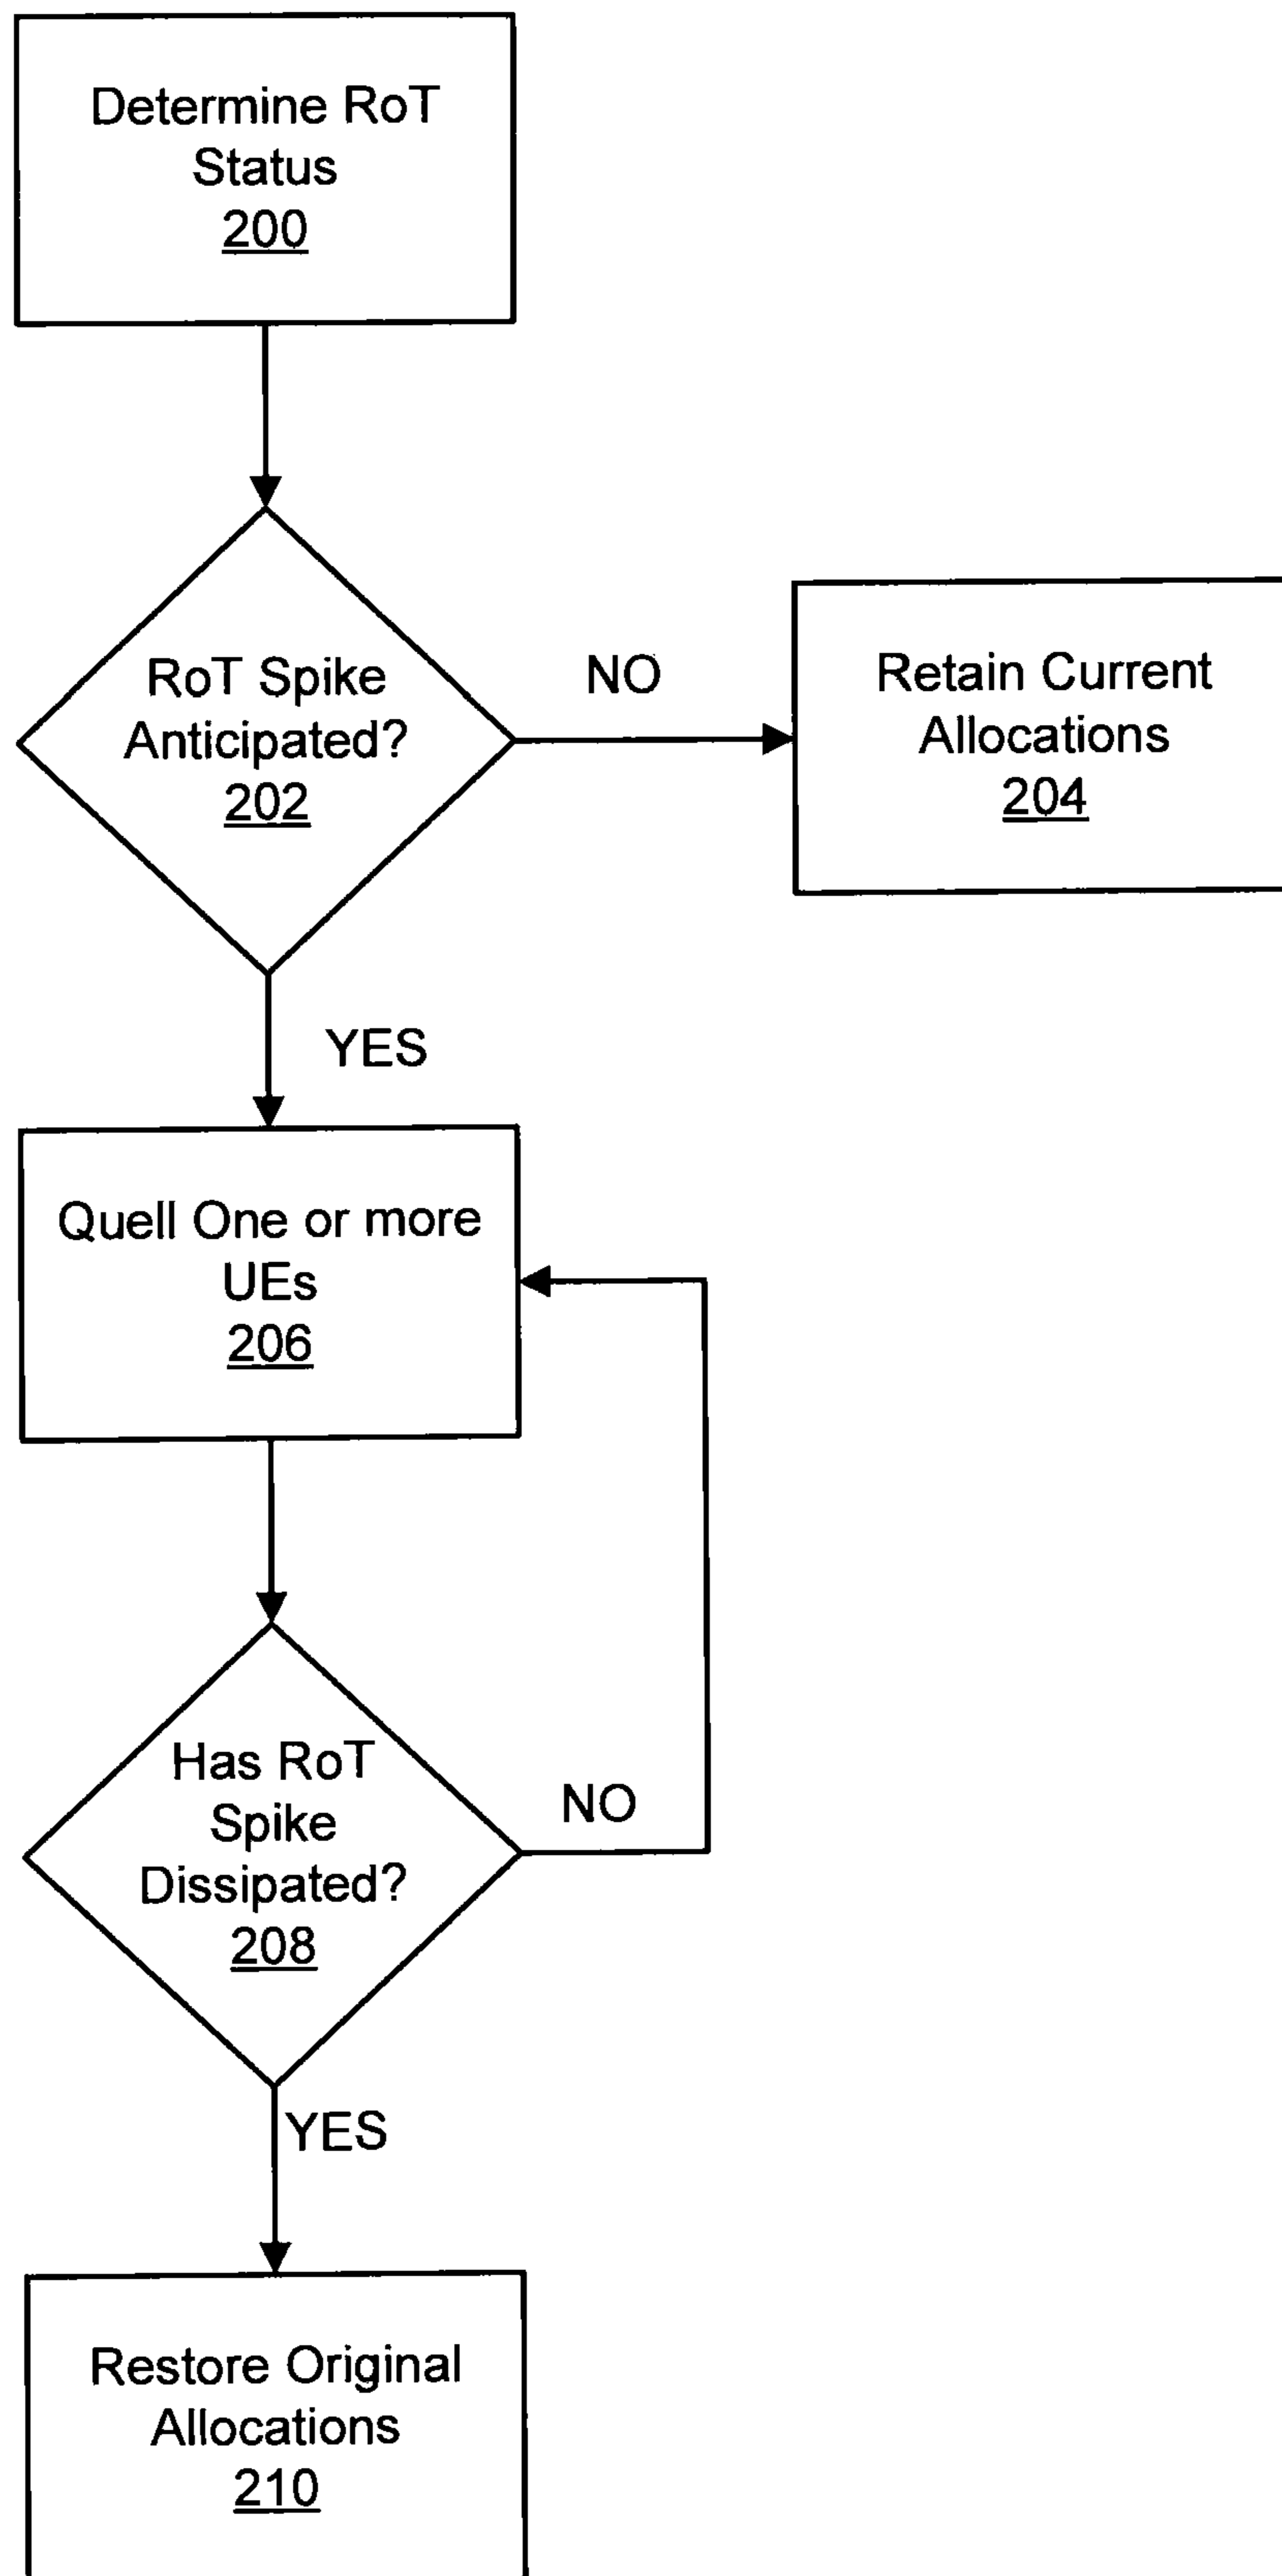 Determine RoT
Status
200
RoT Spike
Anticipated?
202
NO
Retain Current
Allocations
204
YES
Quell One or more
UEs
206
Has RoT
Spike
Dissipated?
208
NO
YES
Restore Original
Allocations
210